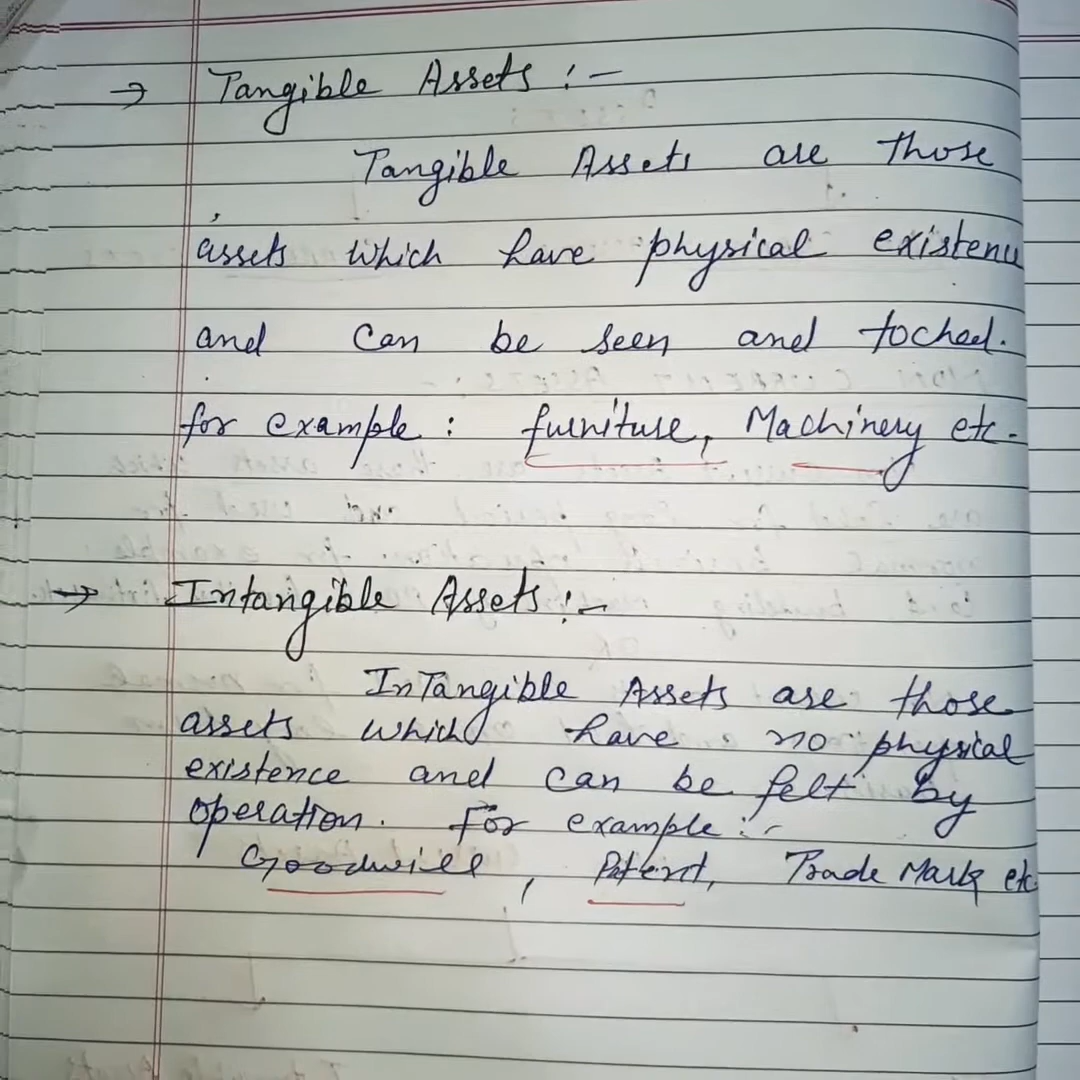 → Tangible Assets :-
Tangible Assets are those
assets which have physical existence
and can be seen and toched.
for example : furniture, Machinery etc.
→ Intangible Assets :-
InTangible Assets are those
assets which have no physical
existence and can be felt by
operation. For example :-
Goodwill, Patent, Trade Mark etc